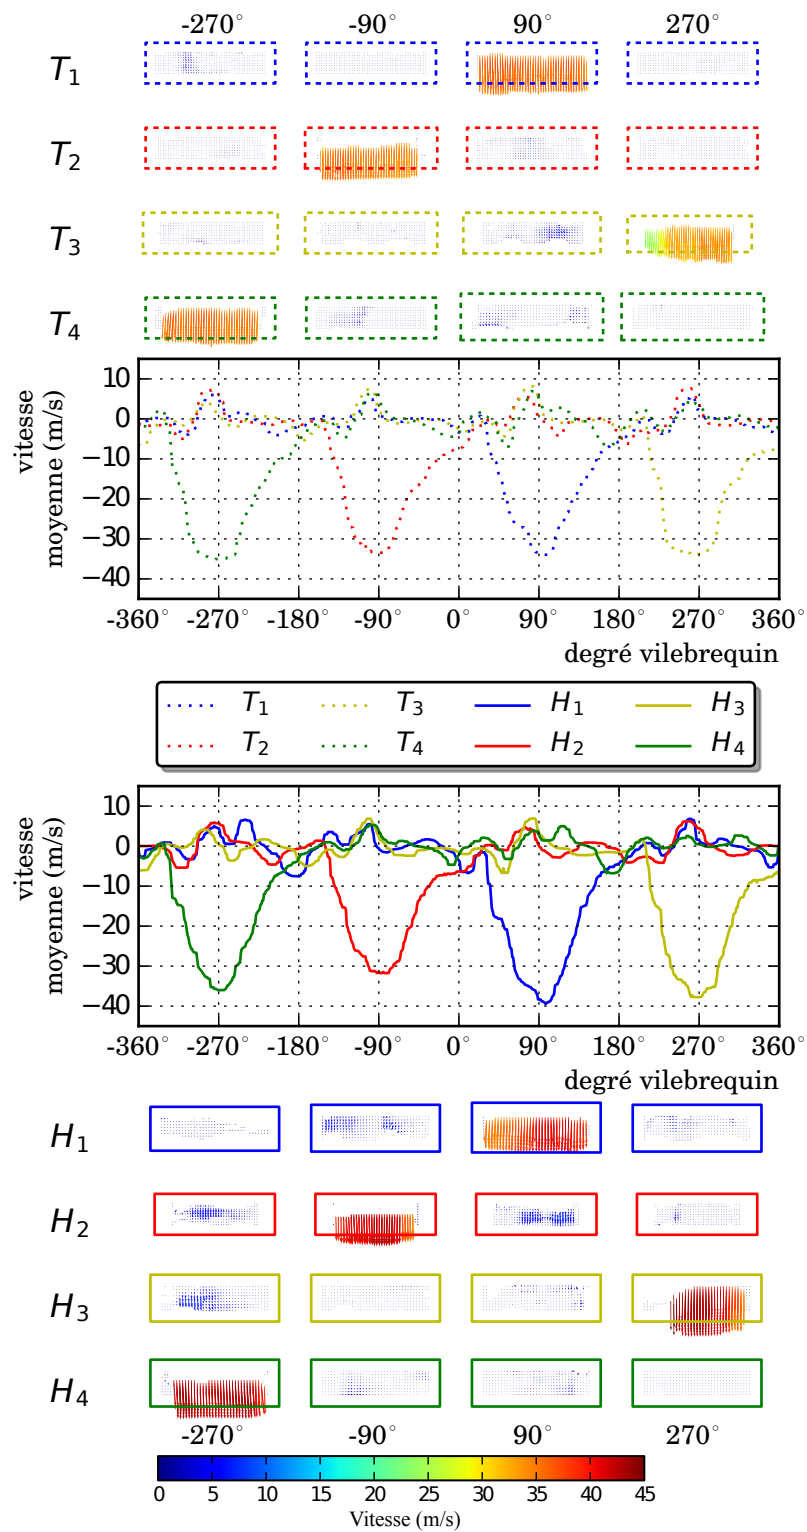 -270° -90° 90° 270°
T1
T2
T3
T4
vitesse
moyenne (m/s)
10
0
−10
−20
−30
−40
-360° -270° -180° -90° 0° 90° 180° 270° 360°
degré vilebrequin
T1 T3 H1 H3
T2 T4 H2 H4
vitesse
moyenne (m/s)
10
0
−10
−20
−30
−40
-360° -270° -180° -90° 0° 90° 180° 270° 360°
degré vilebrequin
H1
H2
H3
H4
-270° -90° 90° 270°
0 5 10 15 20 25 30 35 40 45
Vitesse (m/s)